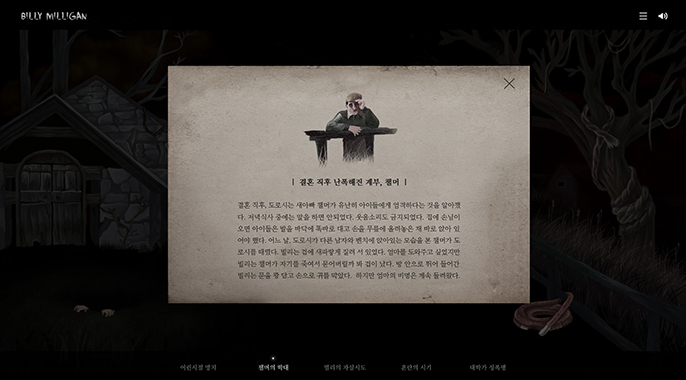 BILLY MILLIGAN
| 결혼 직후 난폭해진 계부, 챌머 |
결혼 직후, 도로시는 새아빠 챌머가 유난히 아이들에게 엄격하다는 것을 알아챘
다. 저녁식사 중에는 말을 하면 안되었다. 웃음소리도 금지되었다. 집에 손님이
오면 아이들은 발을 바닥에 똑바로 대고 손을 무릎에 올려놓은 채 바로 앉아 있
어야 했다. 어느 날, 도로시가 다른 남자와 벤치에 앉아있는 모습을 본 챌머가 도
로시를 때렸다. 빌리는 겁에 새파랗게 질려 서 있었다. 엄마를 도와주고 싶었지만
빌리는 챌머가 자기를 죽여서 묻어버릴까 봐 겁이 났다. 방 안으로 뛰어 들어간
빌리는 문을 쾅 닫고 손으로 귀를 막았다. 하지만 엄마의 비명은 계속 들려왔다.
어린시절 명지 챌머의 학대 빌리의 자살시도 혼란의 시기 대학가 성폭행